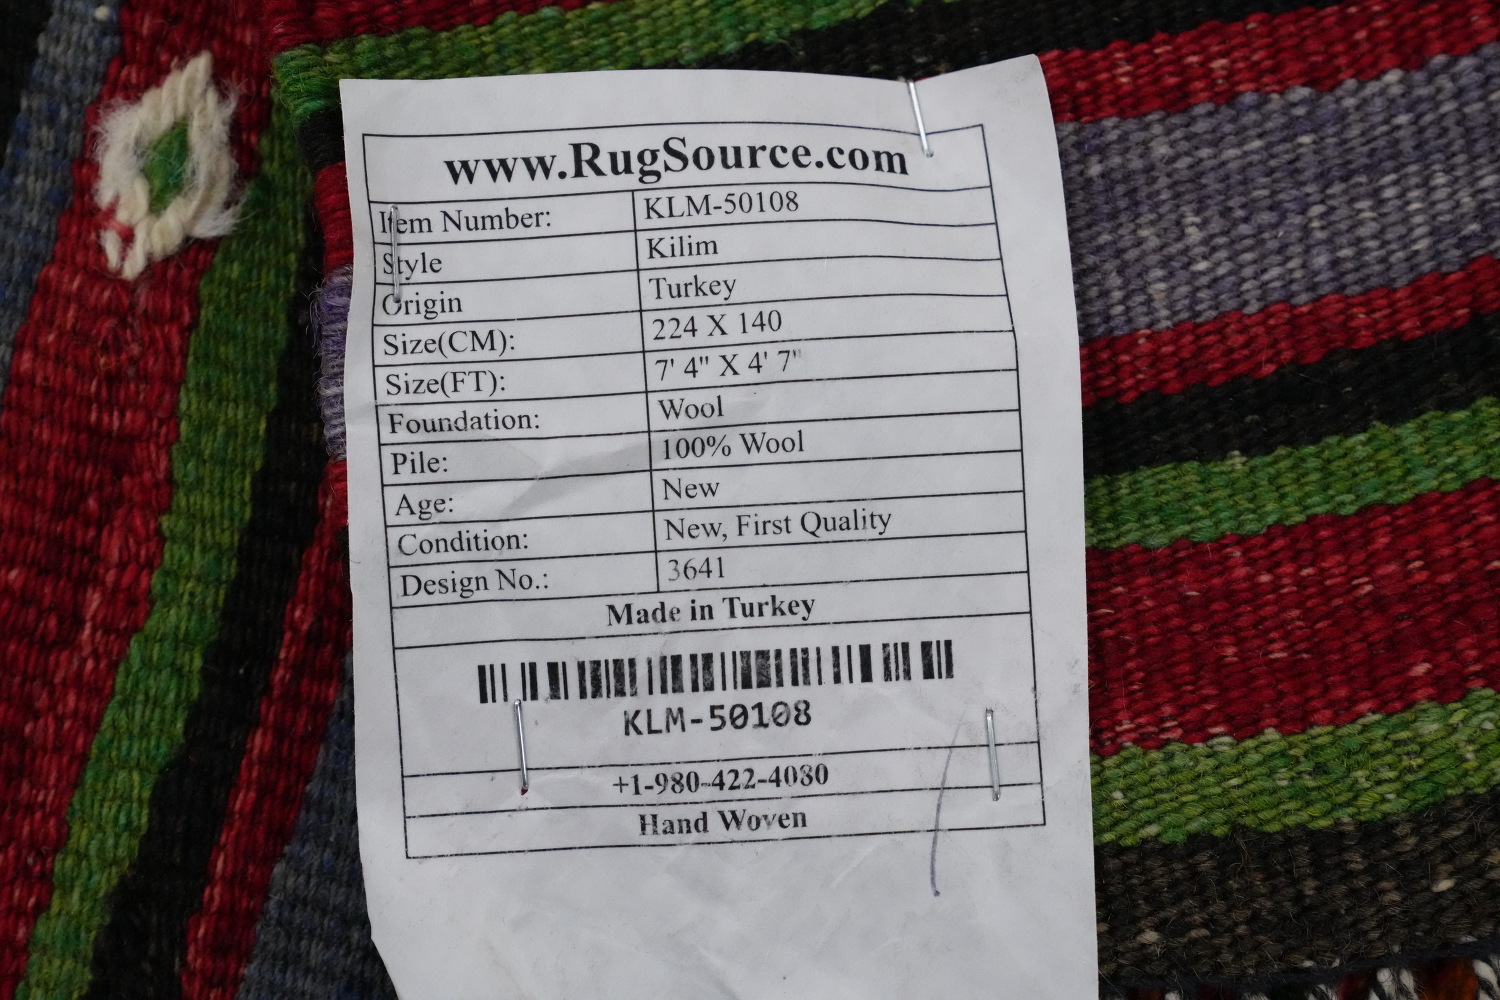 www.RugSource.com
Item Number: KLM-50108
Style Kilim
Origin Turkey
Size(CM): 224 X 140
Size(FT): 7' 4" X 4' 7"
Foundation: Wool
Pile: 100% Wool
Age: New
Condition: New, First Quality
Design No.: 3641
Made in Turkey
KLM-50108
+1-980-422-4080
Hand Woven